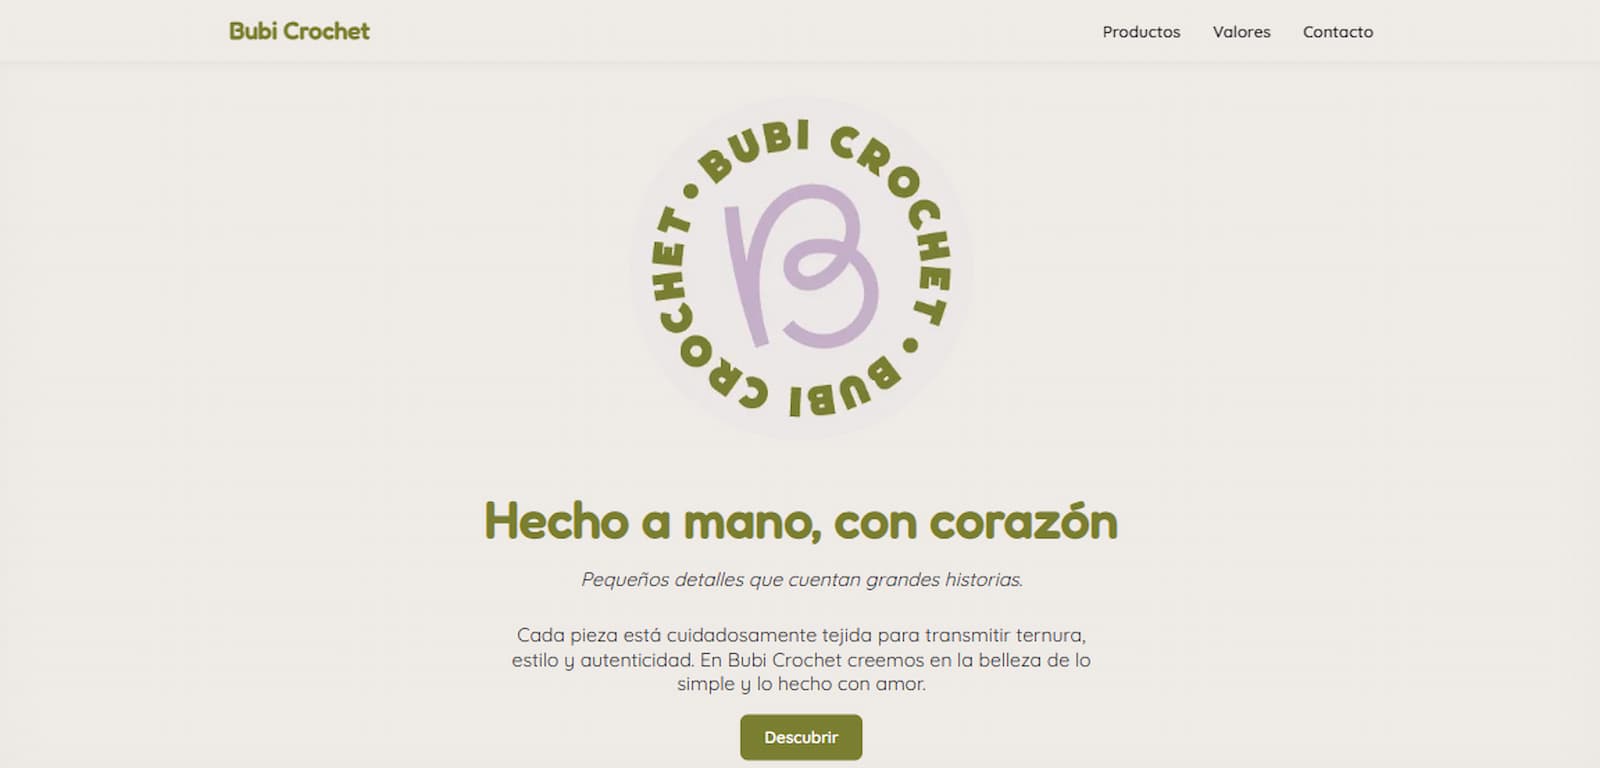 Bubi Crochet
Productos Valores Contacto
BUBI CROCHET • BUBI CROCHET •
B
Hecho a mano, con corazón
Pequeños detalles que cuentan grandes historias.
Cada pieza está cuidadosamente tejida para transmitir ternura,
estilo y autenticidad. En Bubi Crochet creemos en la belleza de lo
simple y lo hecho con amor.
Descubrir